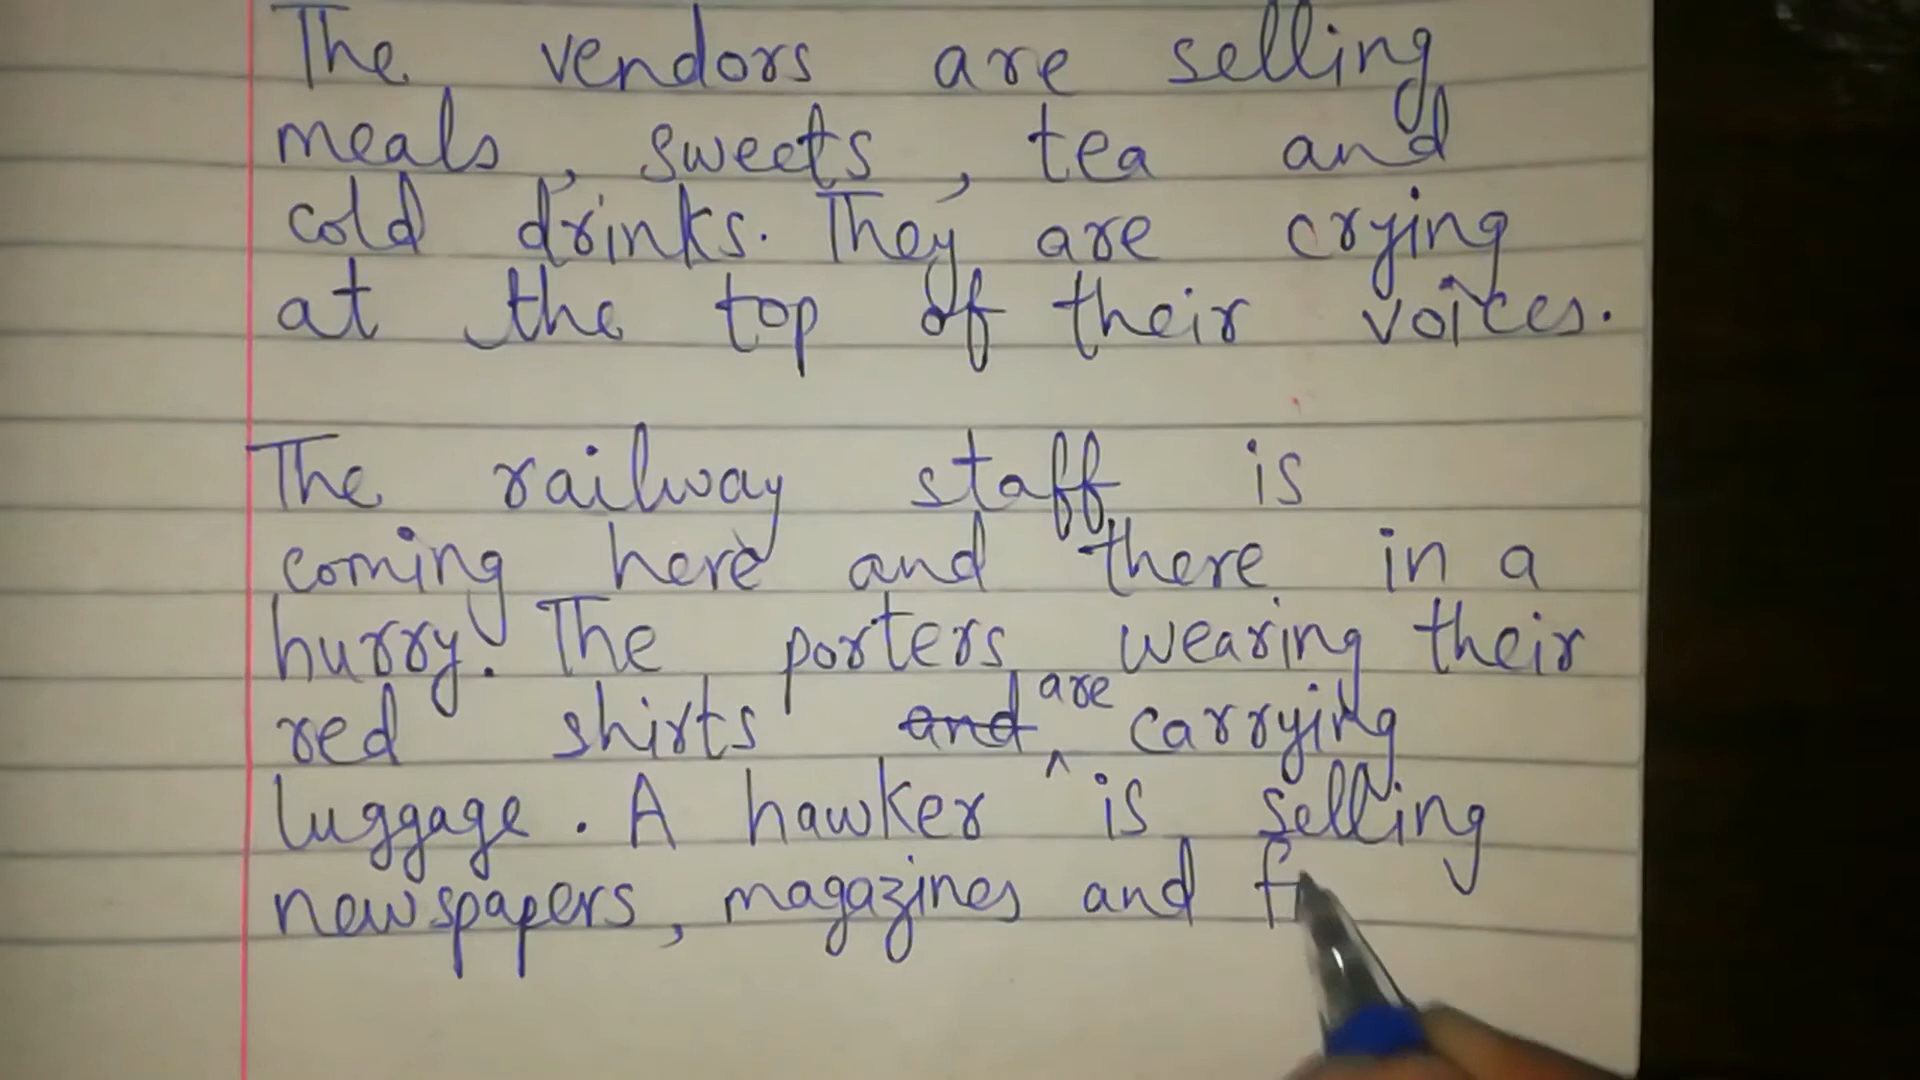 The vendors are selling
meals, sweets, tea and
cold drinks. They are crying
at the top of their voices.
The railway staff is
coming here and there in a
hurry. The porters wearing their
red shirts and are carrying
luggage. A hawker is selling
newspapers, magazines and